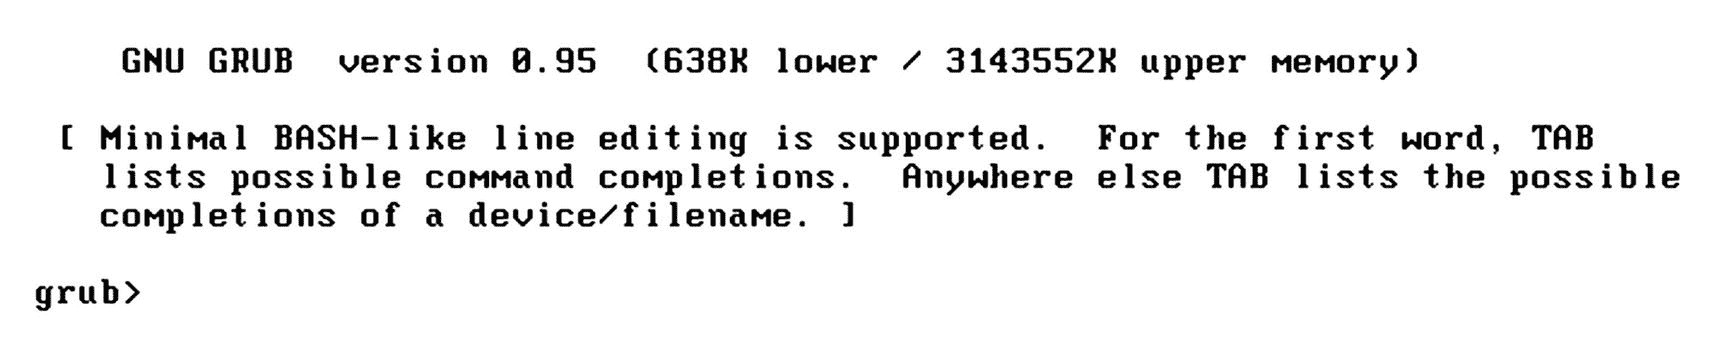 GNU GRUB  version 0.95  (638K lower / 3143552K upper memory)
[ Minimal BASH-like line editing is supported.  For the first word, TAB
lists possible command completions.  Anywhere else TAB lists the possible
completions of a device/filename. ]
grub>